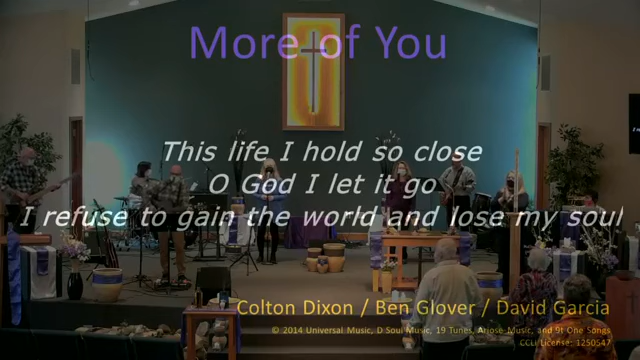 More of You
This life I hold so close
O God I let it go
I refuse to gain the world and lose my soul
Colton Dixon / Ben Glover / David Garcia
© 2014 Universal Music, D Soul Music, 19 Tunes, Arjose Music, and 9t One Songs
CCLI License: 1250547